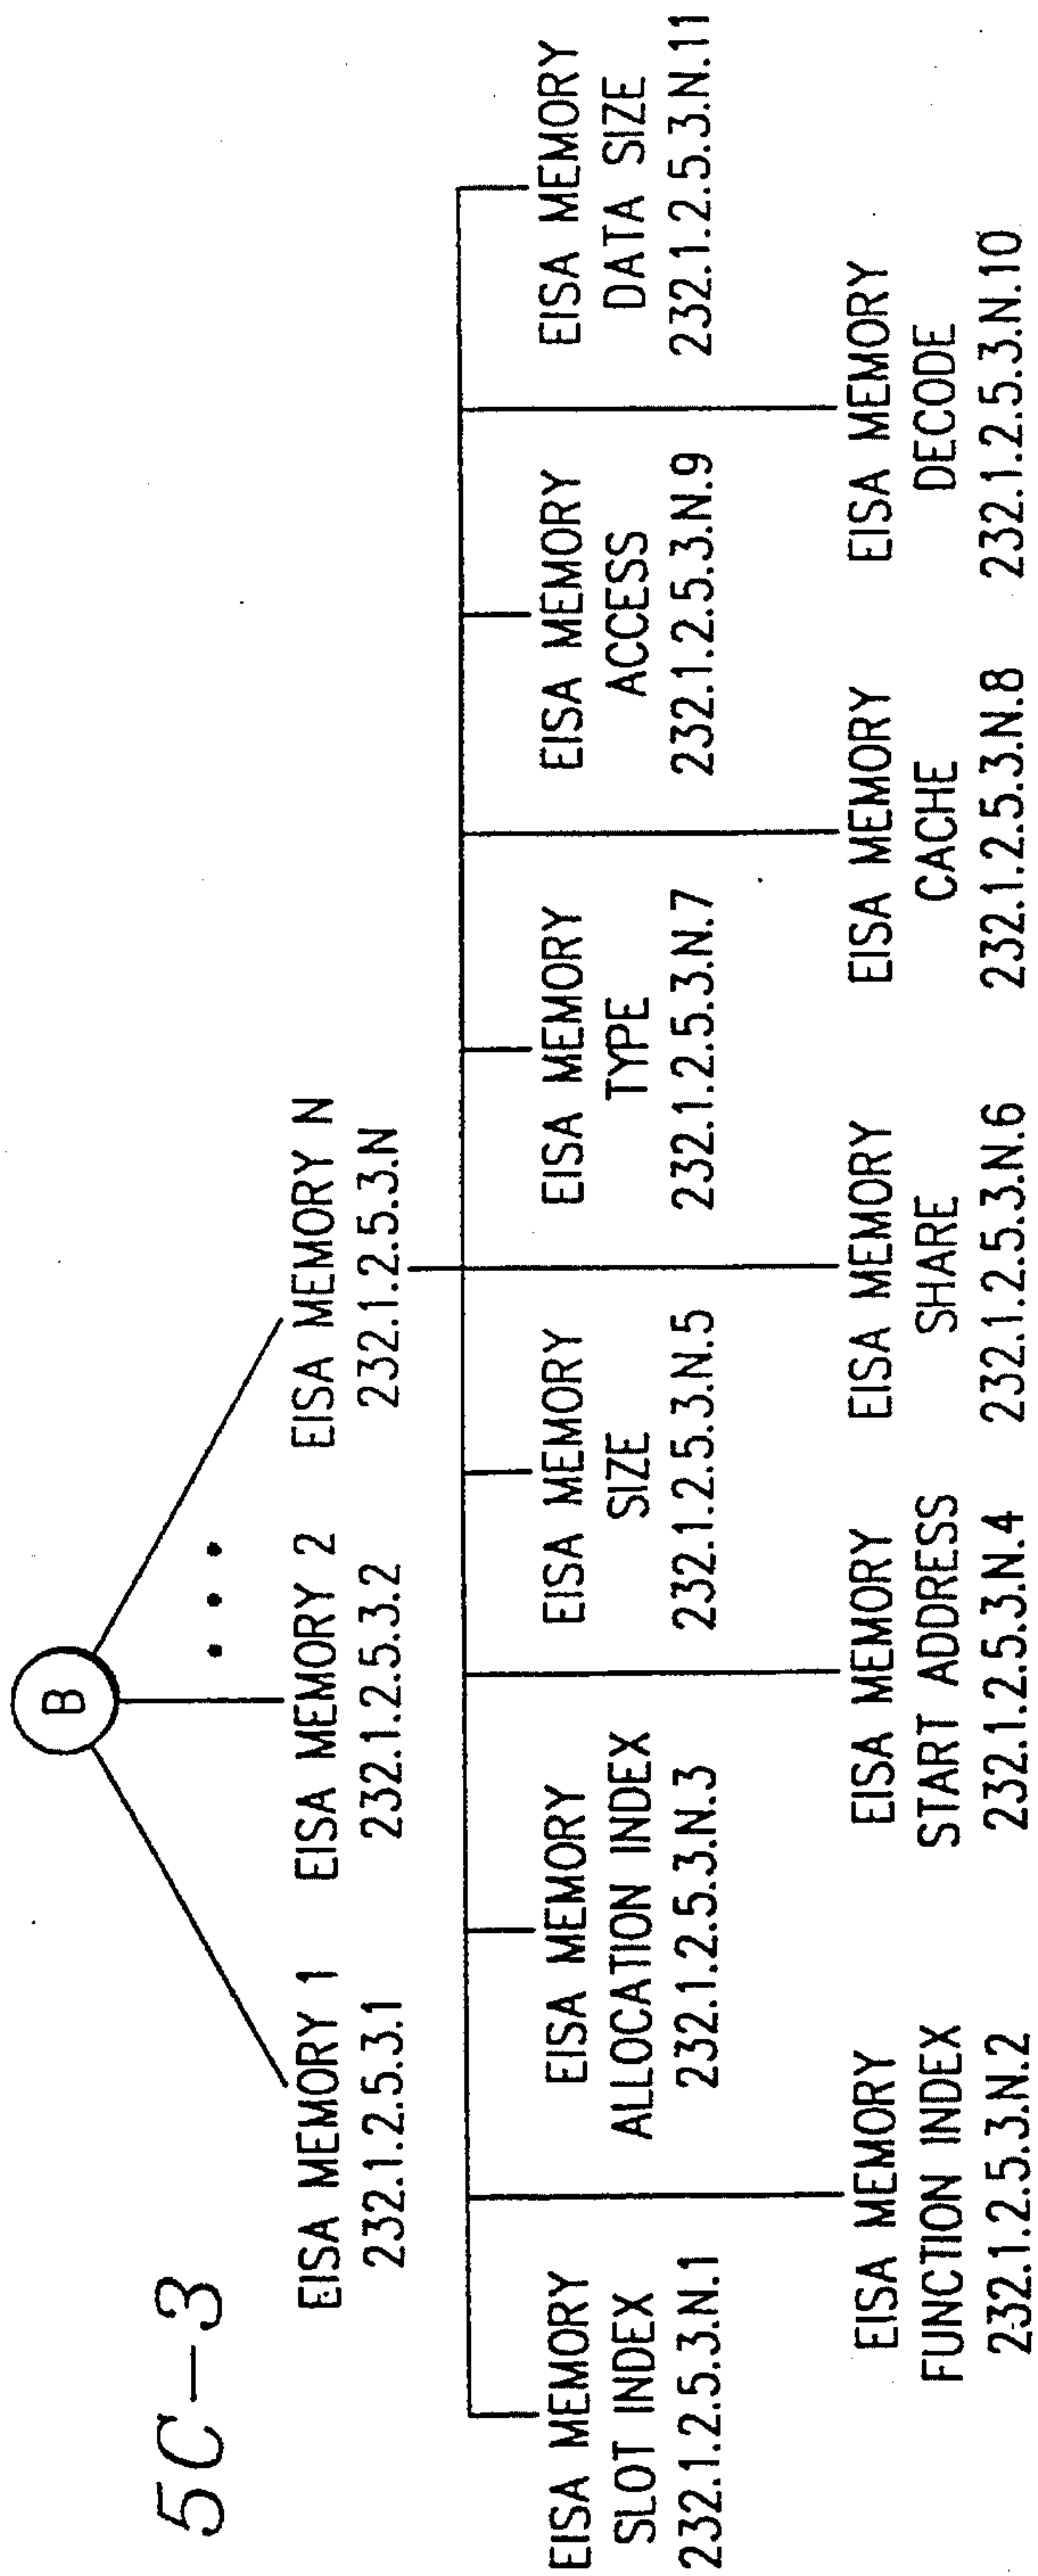 5C-3
B
EISA MEMORY 1
232.1.2.5.3.1
EISA MEMORY 2
232.1.2.5.3.2
EISA MEMORY N
232.1.2.5.3.N
EISA MEMORY
SLOT INDEX
232.1.2.5.3.N.1
EISA MEMORY
FUNCTION INDEX
232.1.2.5.3.N.2
EISA MEMORY
ALLOCATION INDEX
232.1.2.5.3.N.3
EISA MEMORY
START ADDRESS
232.1.2.5.3.N.4
EISA MEMORY
SIZE
232.1.2.5.3.N.5
EISA MEMORY
SHARE
232.1.2.5.3.N.6
EISA MEMORY
TYPE
232.1.2.5.3.N.7
EISA MEMORY
CACHE
232.1.2.5.3.N.8
EISA MEMORY
ACCESS
232.1.2.5.3.N.9
EISA MEMORY
DECODE
232.1.2.5.3.N.10
EISA MEMORY
DATA SIZE
232.1.2.5.3.N.11